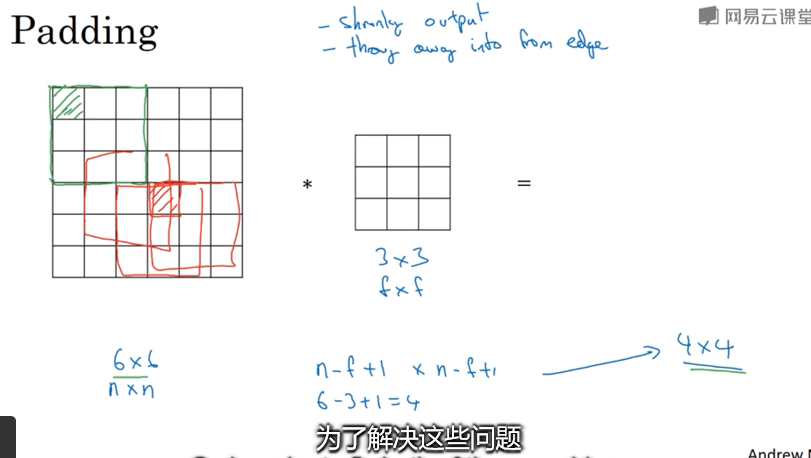 Padding
- shrinky output
- throw away info from edge
网易云课堂
*
=
3×3
f×f
6×6
n×n
n-f+1 × n-f+1
6-3+1=4
4×4
为了解决这些问题
Andrew